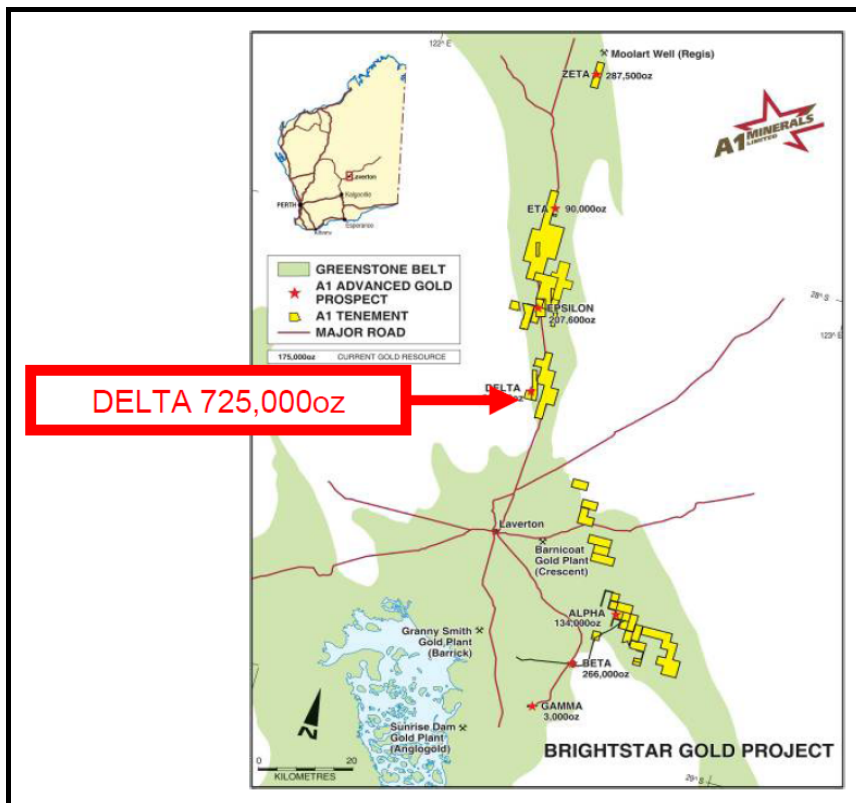 122° E
Moolart Well (Regis)
ZETA
287,500oz
A1 MINERALS
LIMITED
Laverton
Kalgoorlie
PERTH
Esperance
Albany
ETA
90,000oz
GREENSTONE BELT
A1 ADVANCED GOLD
PROSPECT
A1 TENEMENT
MAJOR ROAD
175,000oz CURRENT GOLD RESOURCE
EPSILON
207,600oz
28° S
123° E
DELTA 725,000oz
DELTA
oz
Laverton
Barnicoat
Gold Plant
(Crescent)
ALPHA
134,000oz
Granny Smith
Gold Plant
(Barrick)
BETA
266,000oz
GAMMA
3,000oz
N
Sunrise Dam
Gold Plant
(Anglogold)
BRIGHTSTAR GOLD PROJECT
0 20
KILOMETRES
29° S